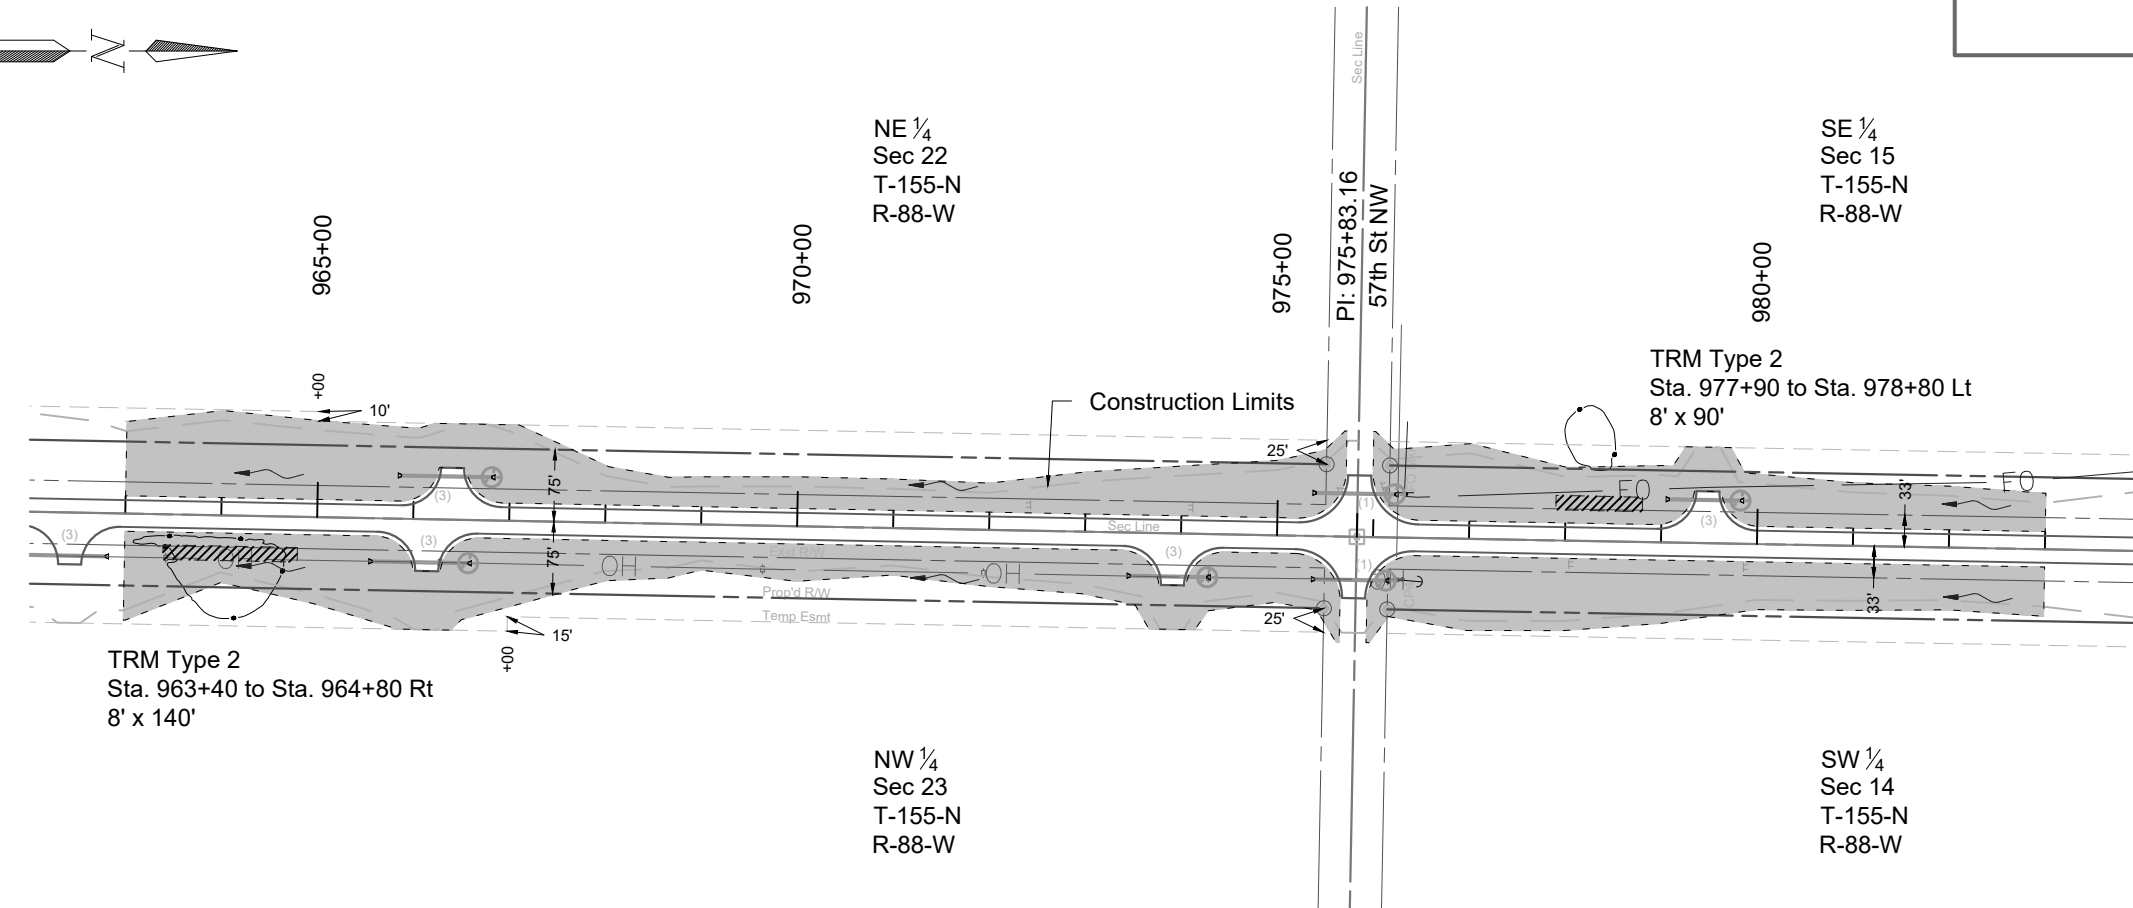 N
Sec Line
NE 1/4
Sec 22
T-155-N
R-88-W
SE 1/4
Sec 15
T-155-N
R-88-W
965+00
970+00
975+00
PI: 975+83.16
57th St NW
980+00
TRM Type 2
Sta. 977+90 to Sta. 978+80 Lt
8' x 90'
+00
10'
Construction Limits
25'
75'
(3)
(1)
FO
FO
33'
(3)
Sec Line
(3)
(3)
75'
Exst R/W
OH
(3)
OH
(1)
Prop'd R/W
Temp Esmt
25'
33'
15'
+00
TRM Type 2
Sta. 963+40 to Sta. 964+80 Rt
8' x 140'
NW 1/4
Sec 23
T-155-N
R-88-W
SW 1/4
Sec 14
T-155-N
R-88-W